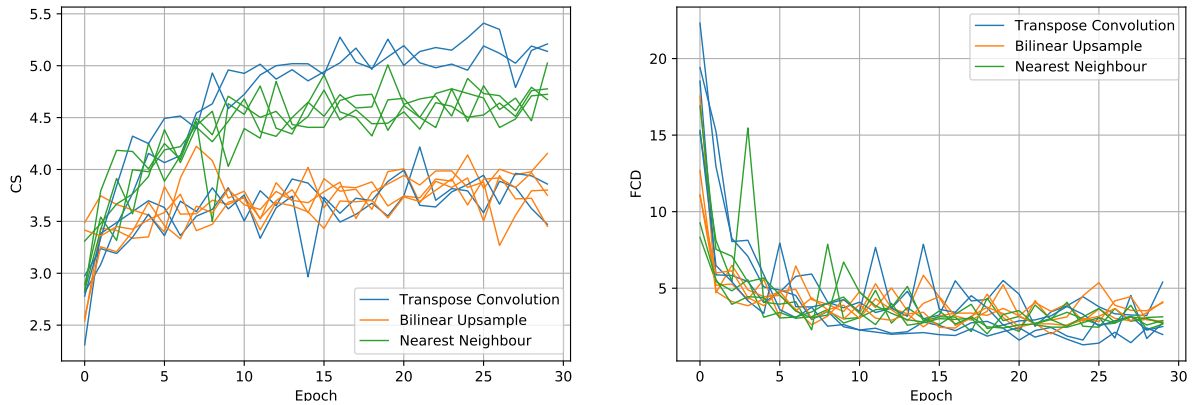 5.5
5.0
4.5
4.0
3.5
3.0
2.5
CS
0 5 10 15 20 25 30
Epoch
Transpose Convolution
Bilinear Upsample
Nearest Neighbour
20
15
10
5
FCD
0 5 10 15 20 25 30
Epoch
Transpose Convolution
Bilinear Upsample
Nearest Neighbour